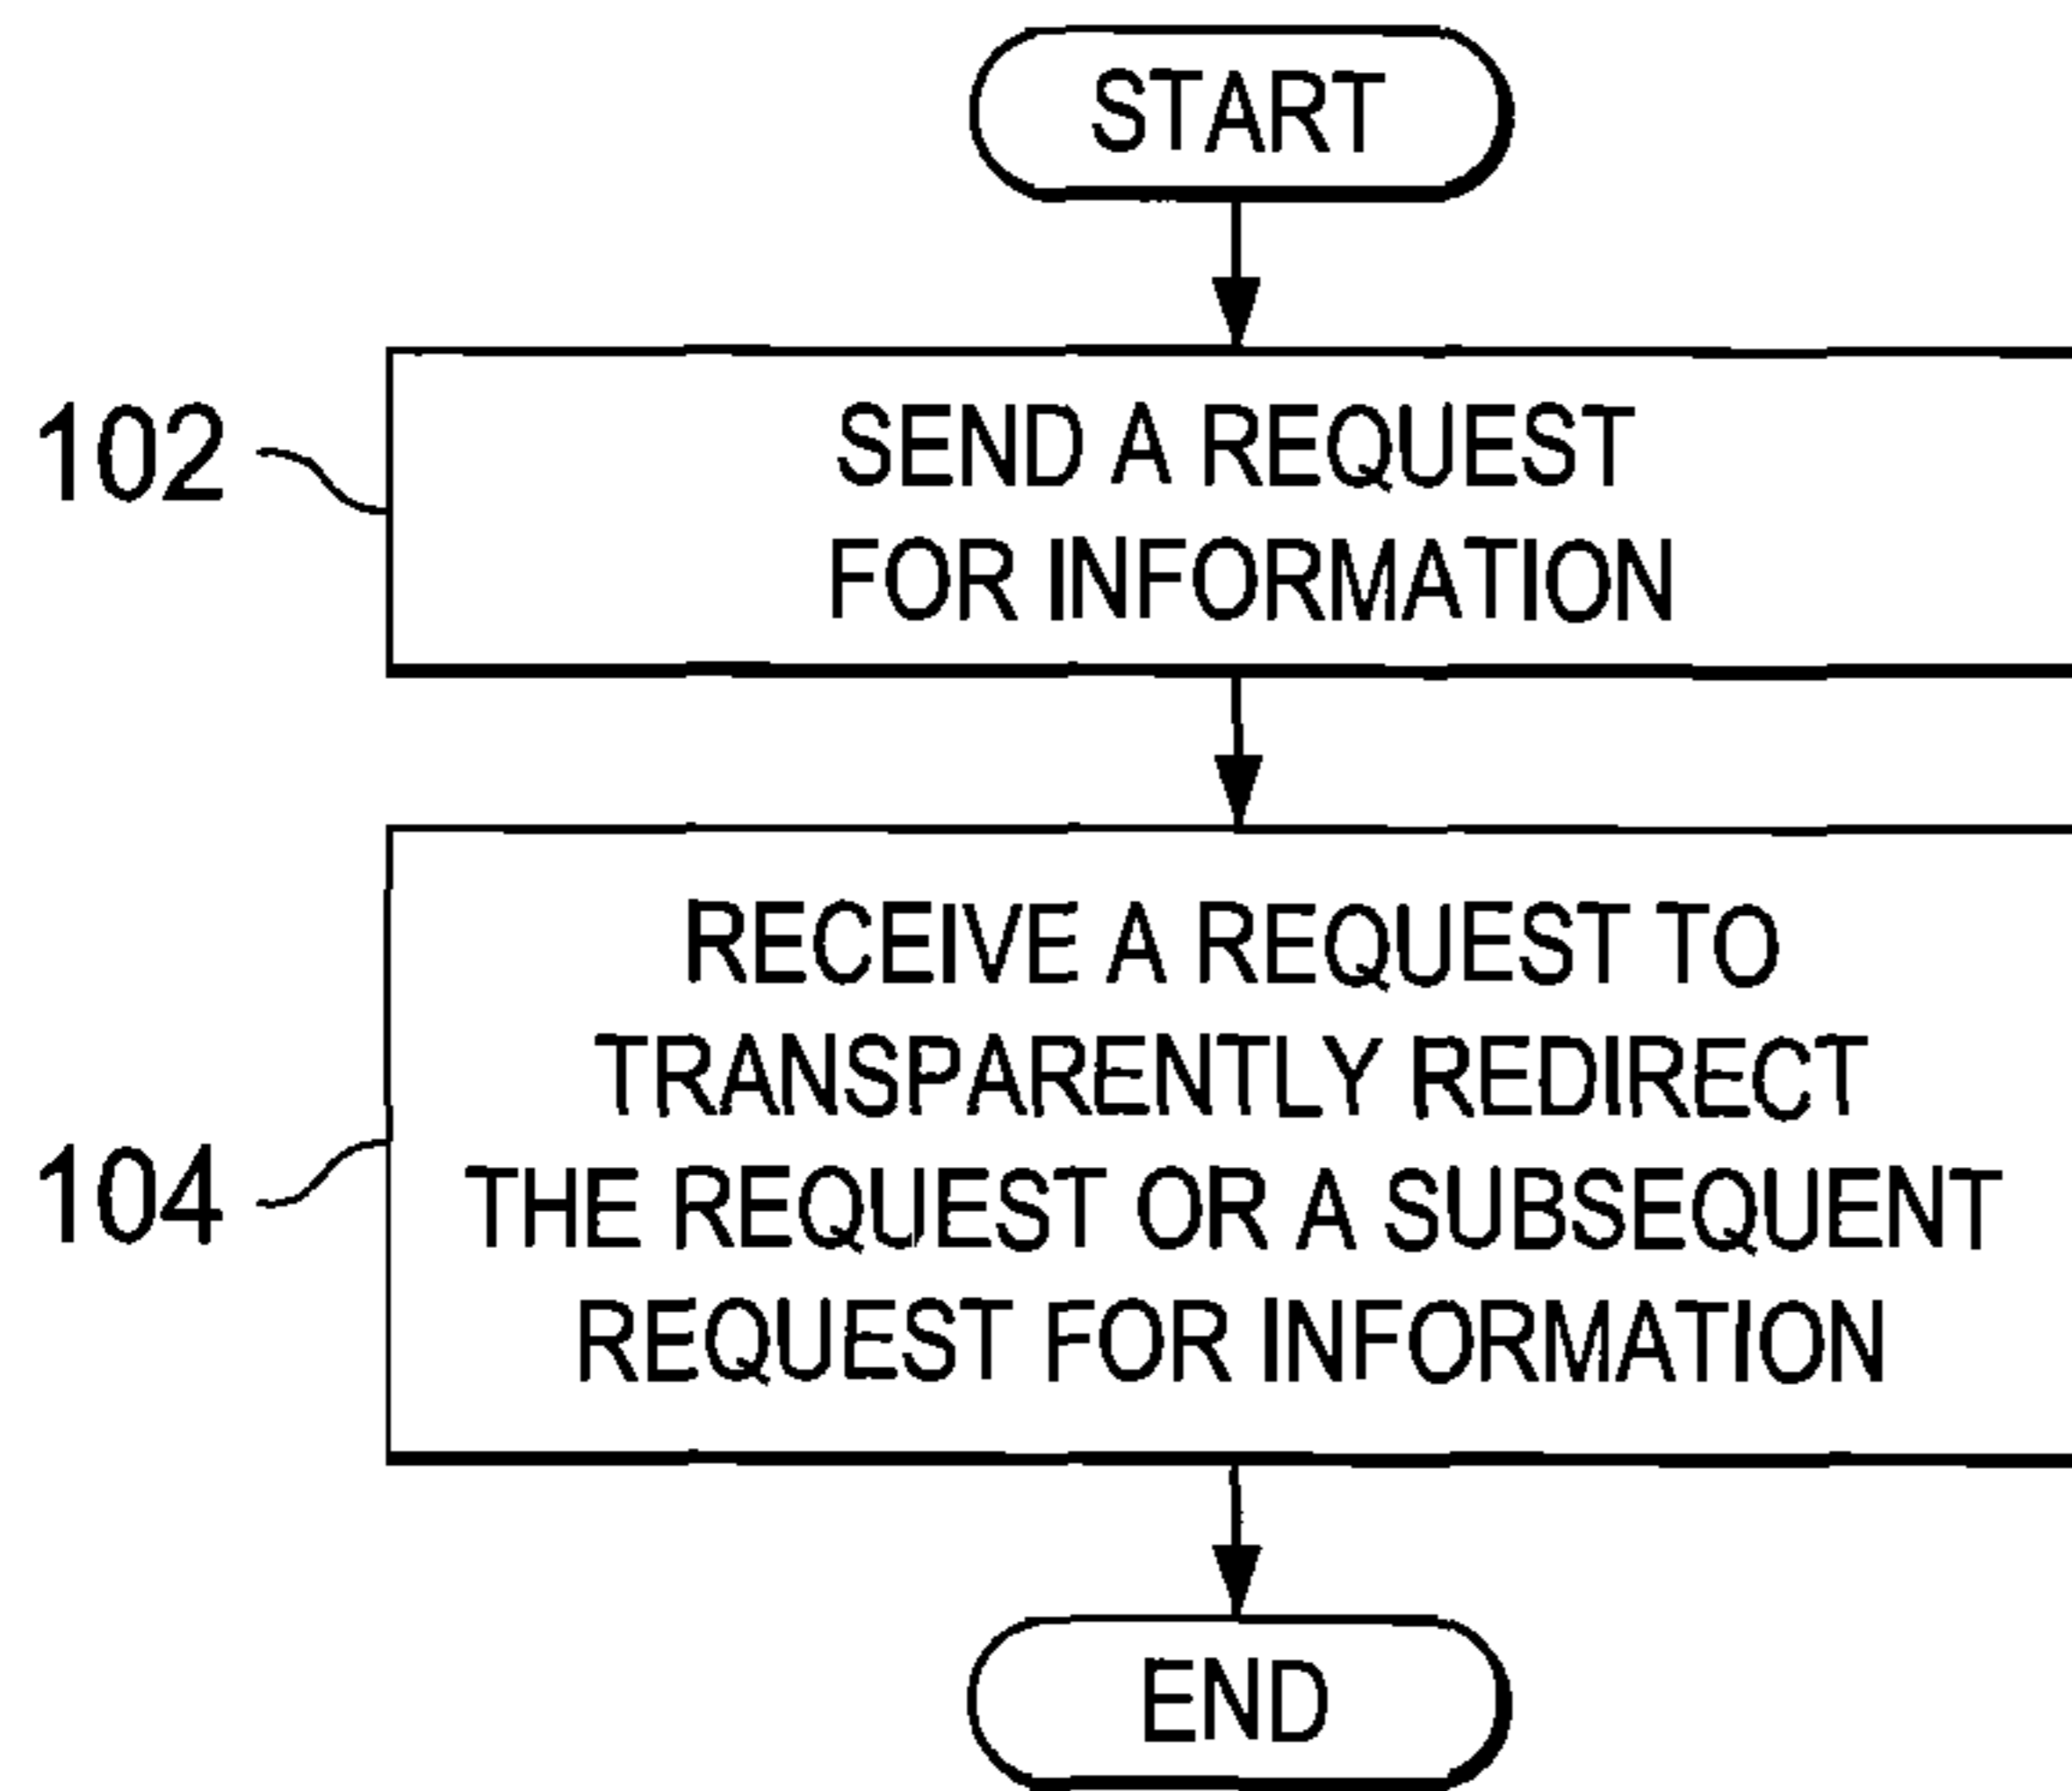 START
102
SEND A REQUEST
FOR INFORMATION
104
RECEIVE A REQUEST TO
TRANSPARENTLY REDIRECT
THE REQUEST OR A SUBSEQUENT
REQUEST FOR INFORMATION
END